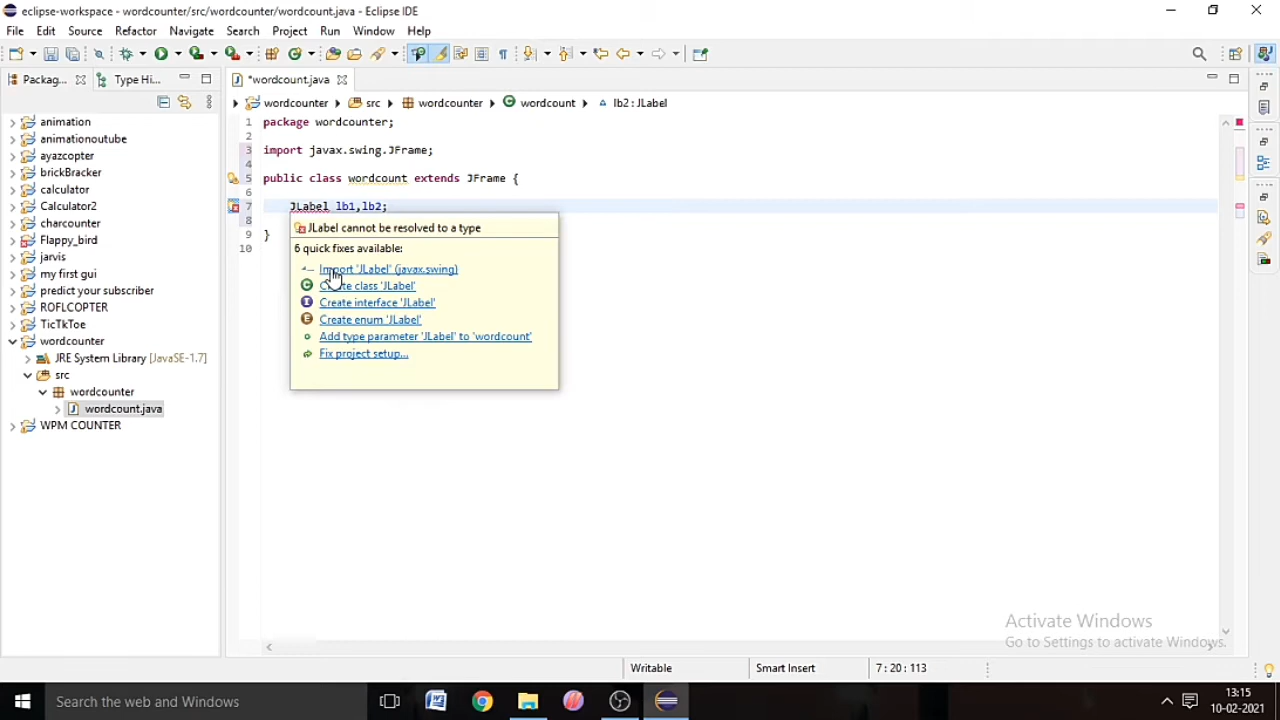 eclipse-workspace - wordcounter/src/wordcounter/wordcount.java - Eclipse IDE
File Edit Source Refactor Navigate Search Project Run Window Help
Packag... Type Hi... *wordcount.java
wordcounter src wordcounter wordcount lb2 : JLabel
animation
animationoutube
ayazcopter
brickBracker
calculator
Calculator2
charcounter
Flappy_bird
jarvis
my first gui
predict your subscriber
ROFLCOPTER
TicTkToe
wordcounter
JRE System Library [JavaSE-1.7]
src
wordcounter
wordcount.java
WPM COUNTER
1 package wordcounter;
2
3 import javax.swing.JFrame;
4
5 public class wordcount extends JFrame {
6
7 JLabel lb1,lb2;
8
9 }
10
JLabel cannot be resolved to a type
6 quick fixes available:
Import 'JLabel' (javax.swing)
Create class 'JLabel'
Create interface 'JLabel'
Create enum 'JLabel'
Add type parameter 'JLabel' to 'wordcount'
Fix project setup...
Activate Windows
Go to Settings to activate Windows.
Writable Smart Insert 7 : 20 : 113
Search the web and Windows
13:15
10-02-2021